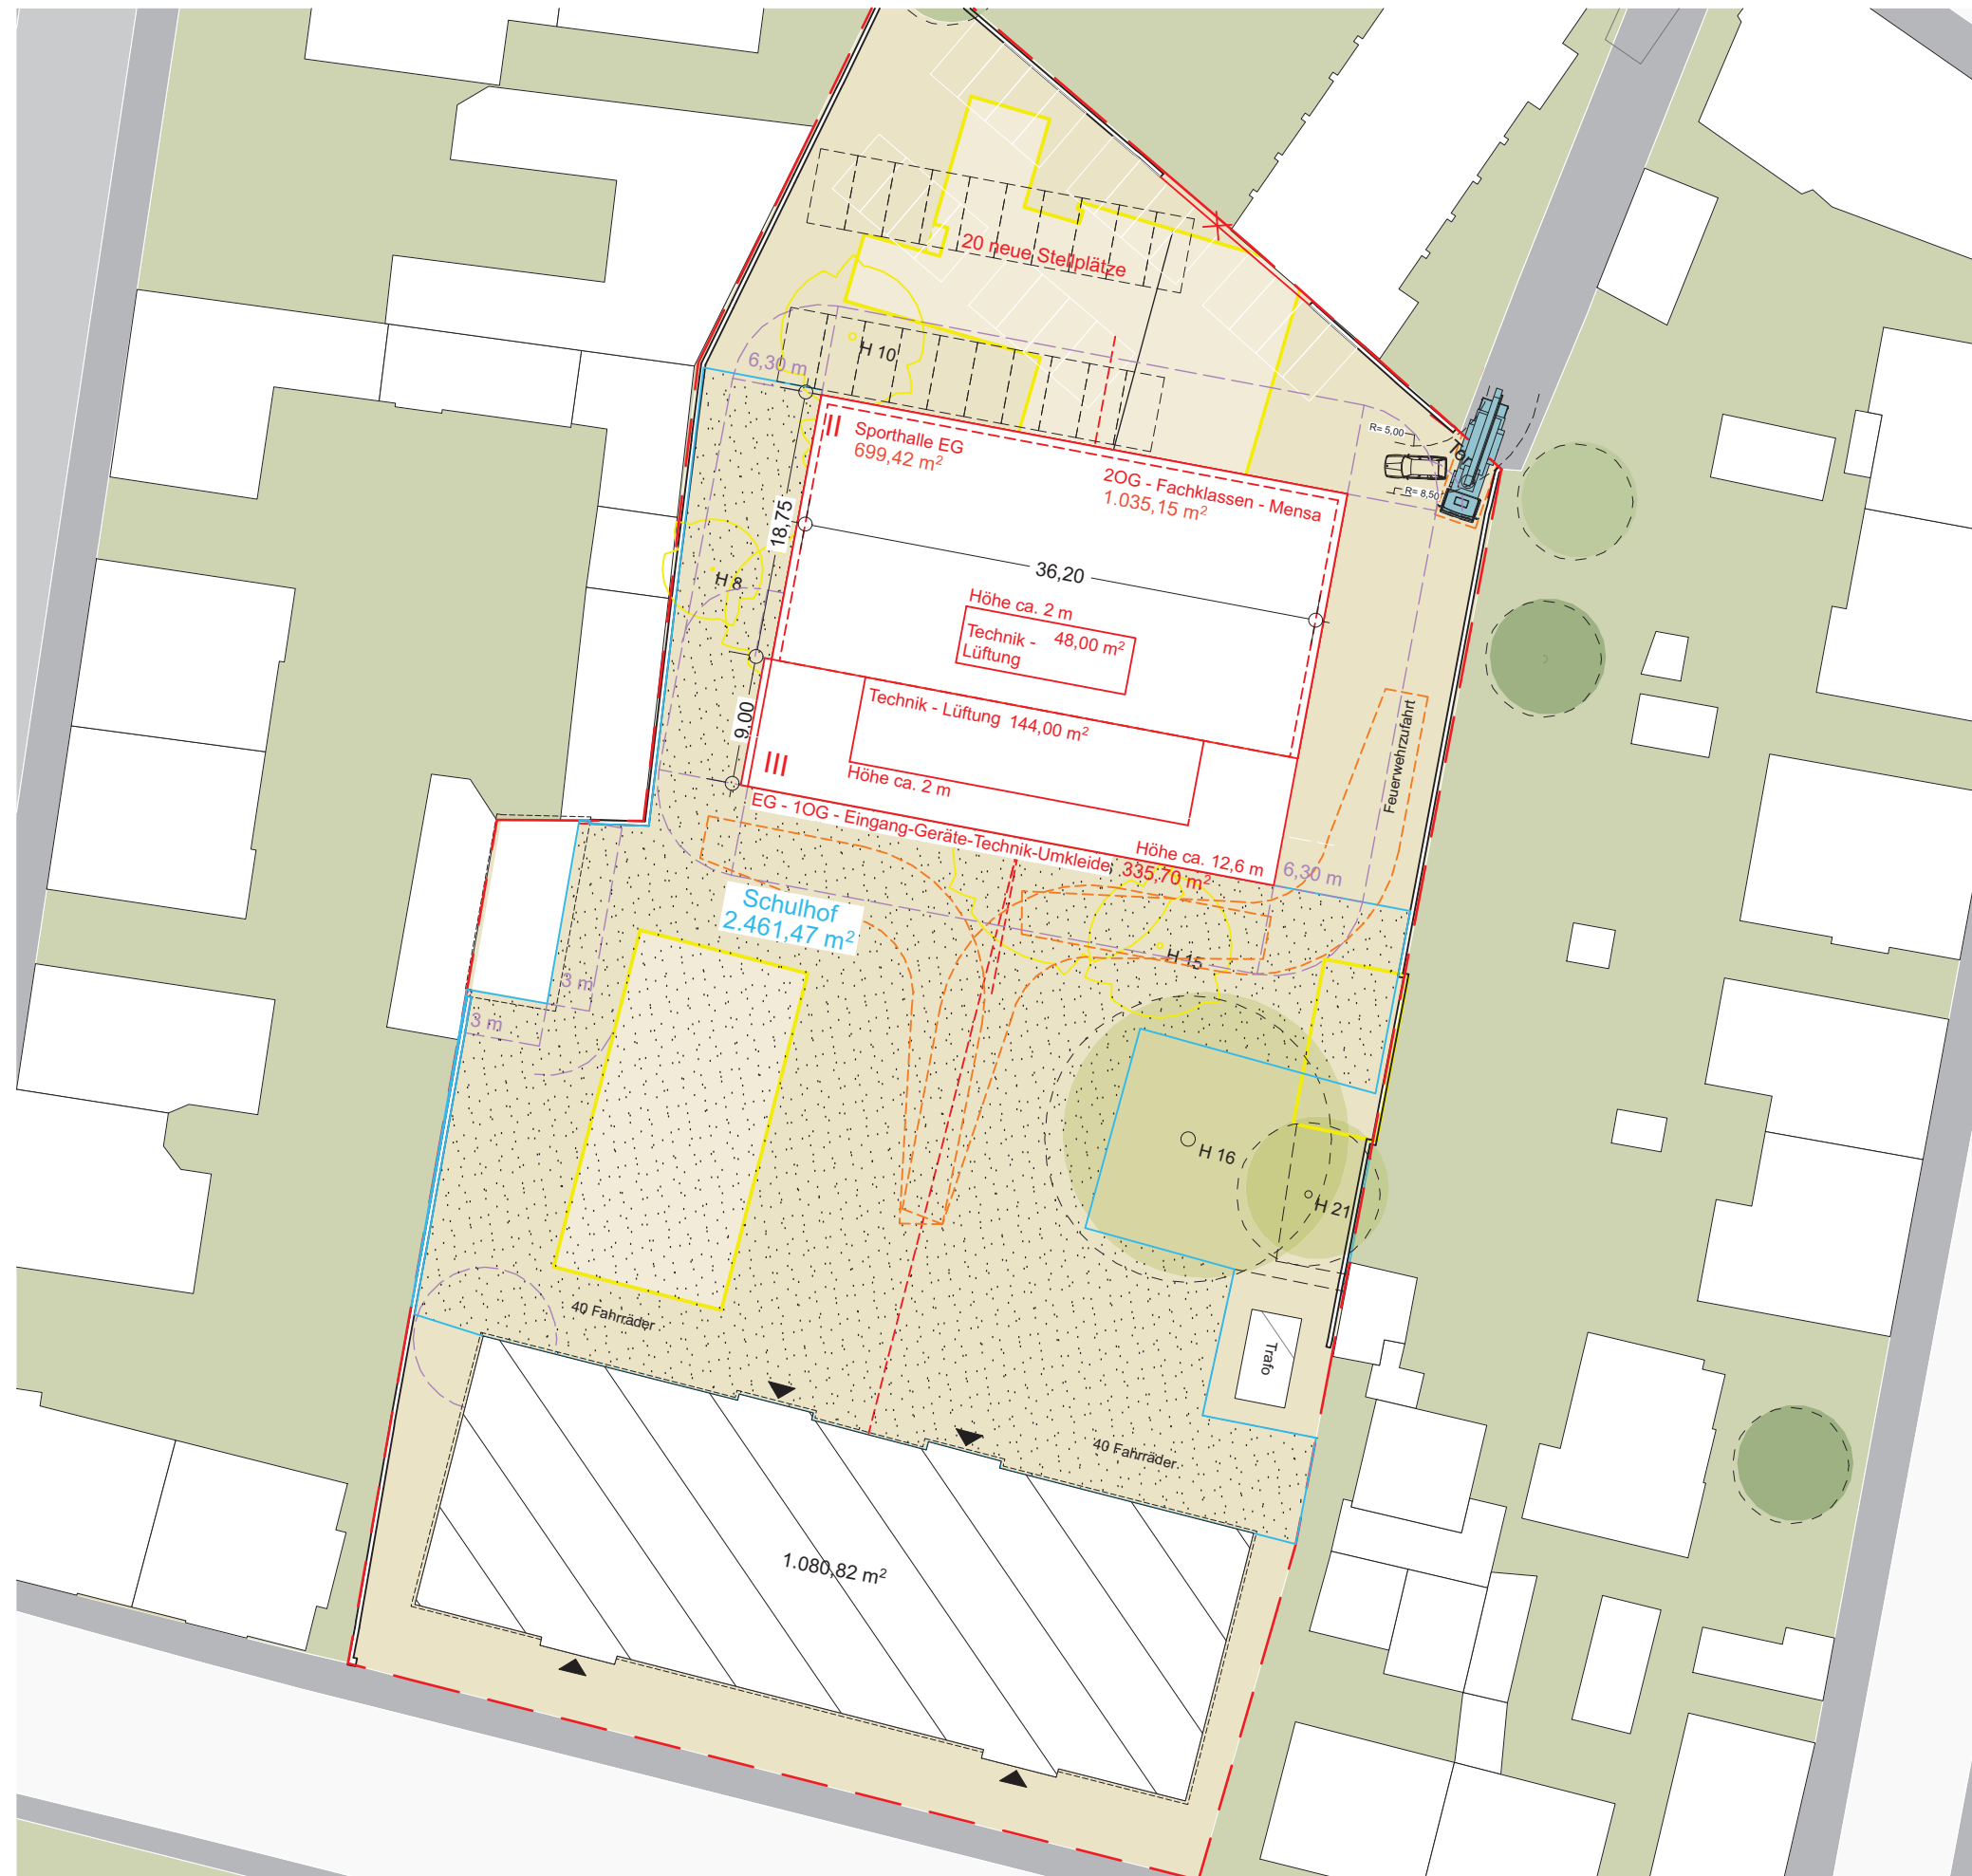 20 neue Stellplätze
H 10
6,30 m
R= 5,00
R= 8,50
II
Sporthalle EG
699,42 m²
2OG - Fachklassen - Mensa
1.035,15 m²
18,75
36,20
H 8
Höhe ca. 2 m
Technik - 48,00 m²
Lüftung
Technik - Lüftung 144,00 m²
9,00
III
Höhe ca. 2 m
Feuerwehrzufahrt
EG - 1OG - Eingang-Geräte-Technik-Umkleide 335,70 m²
Höhe ca. 12,6 m
6,30 m
Schulhof
2.461,47 m²
H 15
3 m
3 m
H 16
H 21
40 Fahrräder
Trafo
40 Fahrräder
1.080,82 m²